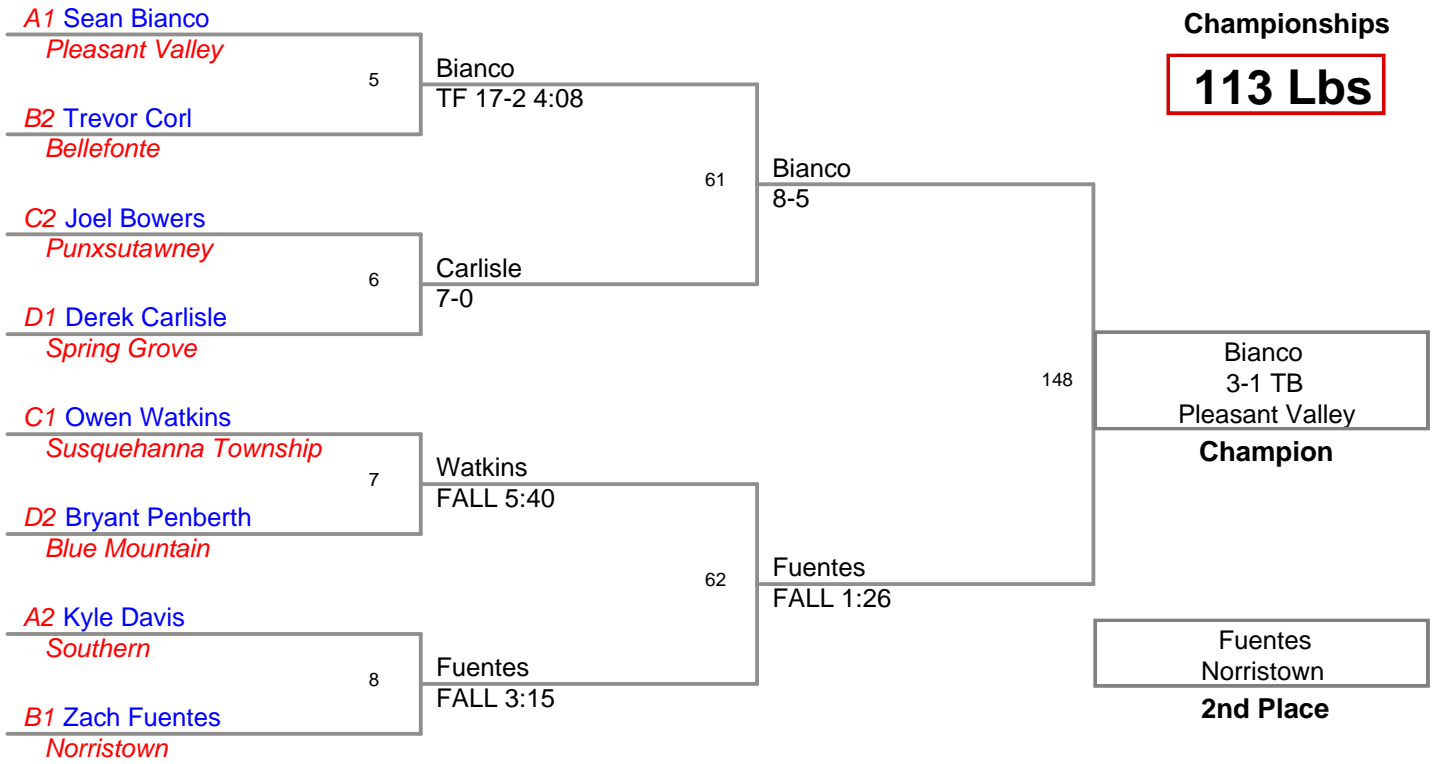 Championships
113 Lbs
A1 Sean Bianco
Pleasant Valley
5
Bianco
TF 17-2 4:08
B2 Trevor Corl
Bellefonte
61
Bianco
8-5
C2 Joel Bowers
Punxsutawney
6
Carlisle
7-0
D1 Derek Carlisle
Spring Grove
148
Bianco
3-1 TB
Pleasant Valley
Champion
C1 Owen Watkins
Susquehanna Township
7
Watkins
FALL 5:40
D2 Bryant Penberth
Blue Mountain
62
Fuentes
FALL 1:26
A2 Kyle Davis
Southern
8
Fuentes
FALL 3:15
B1 Zach Fuentes
Norristown
Fuentes
Norristown
2nd Place